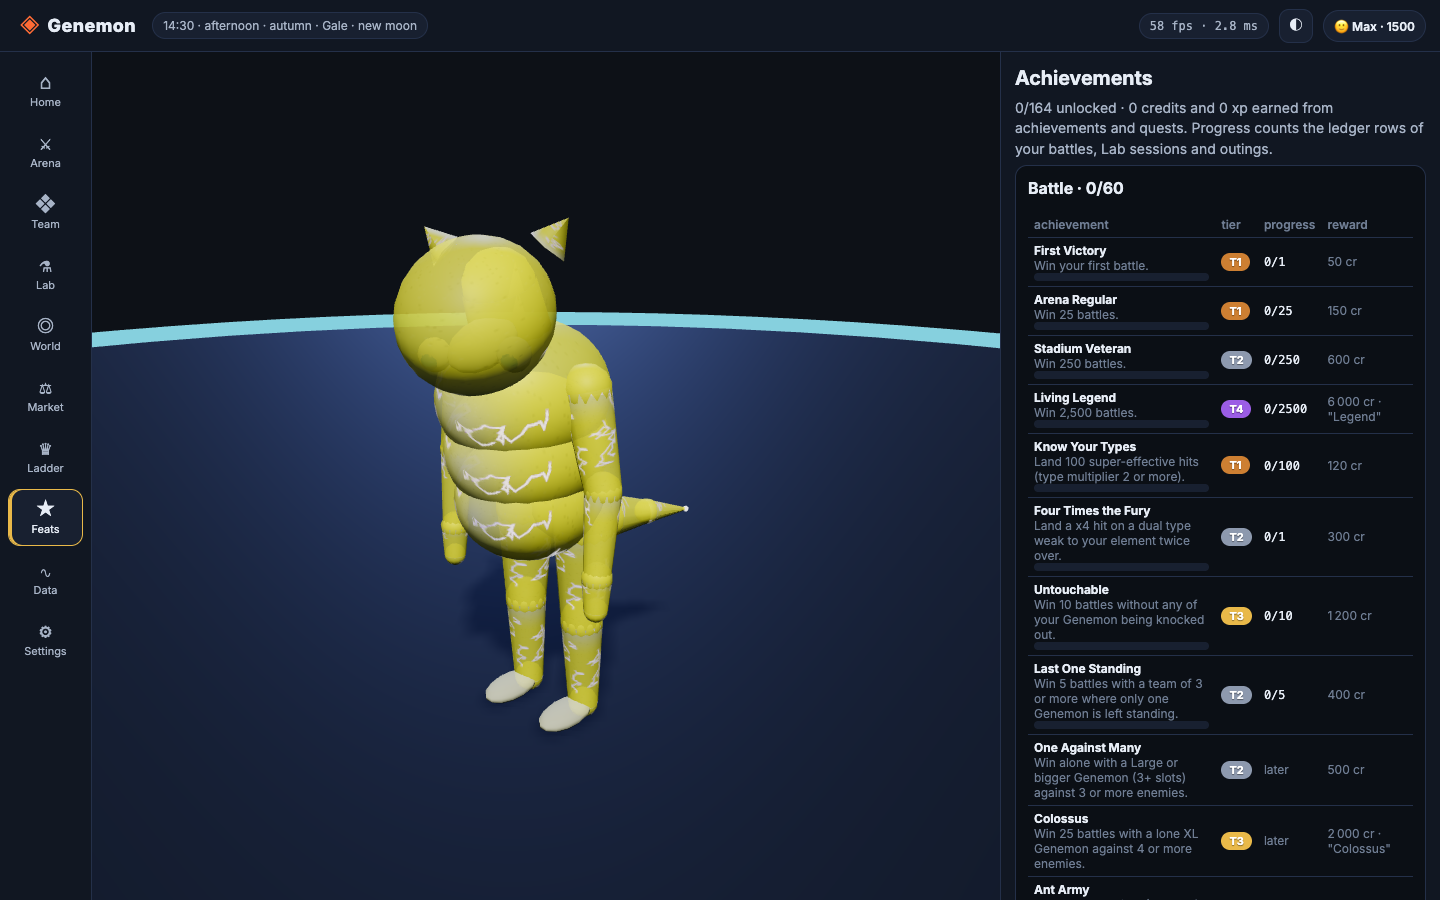 Genemon
14:30 · afternoon · autumn · Gale · new moon
58 fps · 2.8 ms
Max · 1500
Home
Arena
Team
Lab
World
Market
Ladder
Feats
Data
Settings
Achievements
0/164 unlocked · 0 credits and 0 xp earned from
achievements and quests. Progress counts the ledger rows of
your battles, Lab sessions and outings.
Battle · 0/60
achievement tier progress reward
First Victory
Win your first battle.
T1 0/1 50 cr
Arena Regular
Win 25 battles.
T1 0/25 150 cr
Stadium Veteran
Win 250 battles.
T2 0/250 600 cr
Living Legend
Win 2,500 battles.
T4 0/2500 6 000 cr ·
"Legend"
Know Your Types
Land 100 super-effective hits
(type multiplier 2 or more).
T1 0/100 120 cr
Four Times the Fury
Land a x4 hit on a dual type
weak to your element twice
over.
T2 0/1 300 cr
Untouchable
Win 10 battles without any of
your Genemon being knocked
out.
T3 0/10 1 200 cr
Last One Standing
Win 5 battles with a team of 3
or more where only one
Genemon is left standing.
T2 0/5 400 cr
One Against Many
Win alone with a Large or
bigger Genemon (3+ slots)
against 3 or more enemies.
T2 later 500 cr
Colossus
Win 25 battles with a lone XL
Genemon against 4 or more
enemies.
T3 later 2 000 cr ·
"Colossus"
Ant Army